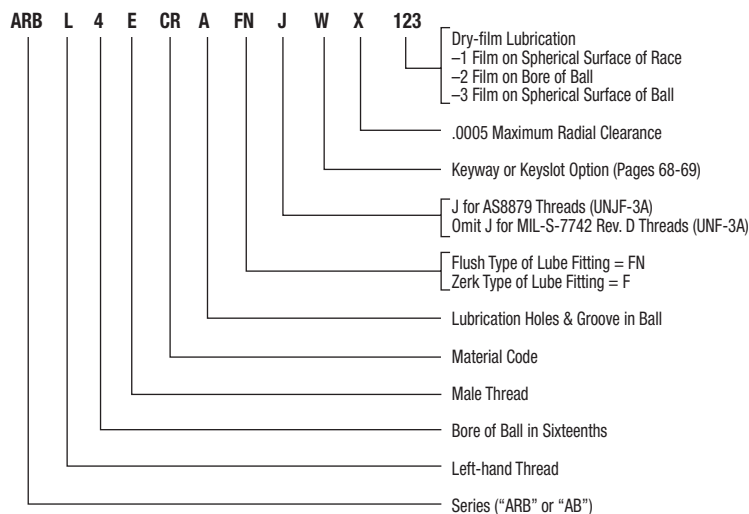 ARB L 4 E CR A FN J W X 123
Dry-film Lubrication
–1 Film on Spherical Surface of Race
–2 Film on Bore of Ball
–3 Film on Spherical Surface of Ball
.0005 Maximum Radial Clearance
Keyway or Keyslot Option (Pages 68-69)
J for AS8879 Threads (UNJF-3A)
Omit J for MIL-S-7742 Rev. D Threads (UNF-3A)
Flush Type of Lube Fitting = FN
Zerk Type of Lube Fitting = F
Lubrication Holes & Groove in Ball
Material Code
Male Thread
Bore of Ball in Sixteenths
Left-hand Thread
Series (“ARB” or “AB”)